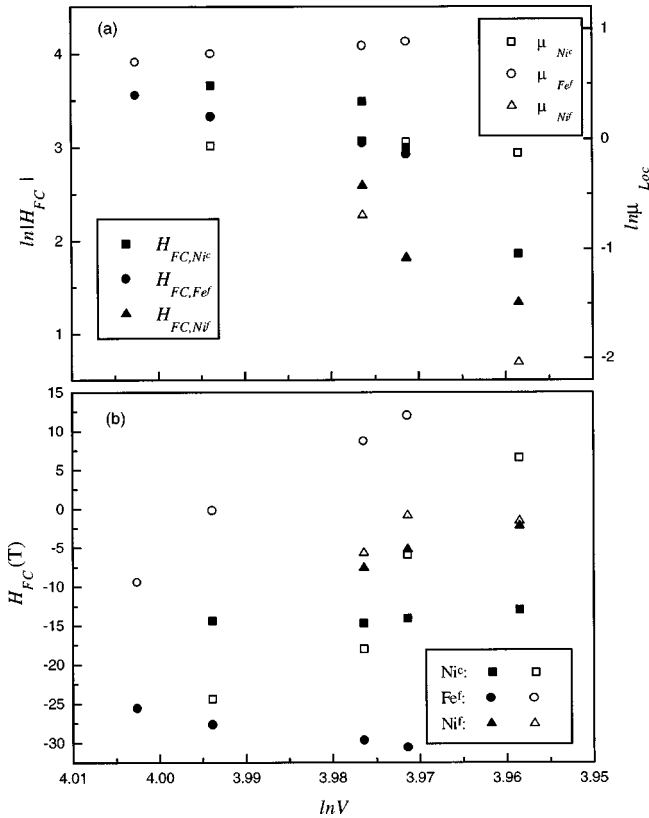 (a)
4
3
2
1
ln|H_FC|
1
0
-1
-2
lnμ_Loc
μ_Ni^c
μ_Fe^f
μ_Ni^f
H_FC,Ni^c
H_FC,Fe^f
H_FC,Ni^f
(b)
15
10
5
0
-5
-10
-15
-20
-25
-30
H_FC(T)
Ni^c:
Fe^f:
Ni^f:
4.01 4.00 3.99 3.98 3.97 3.96 3.95
lnV